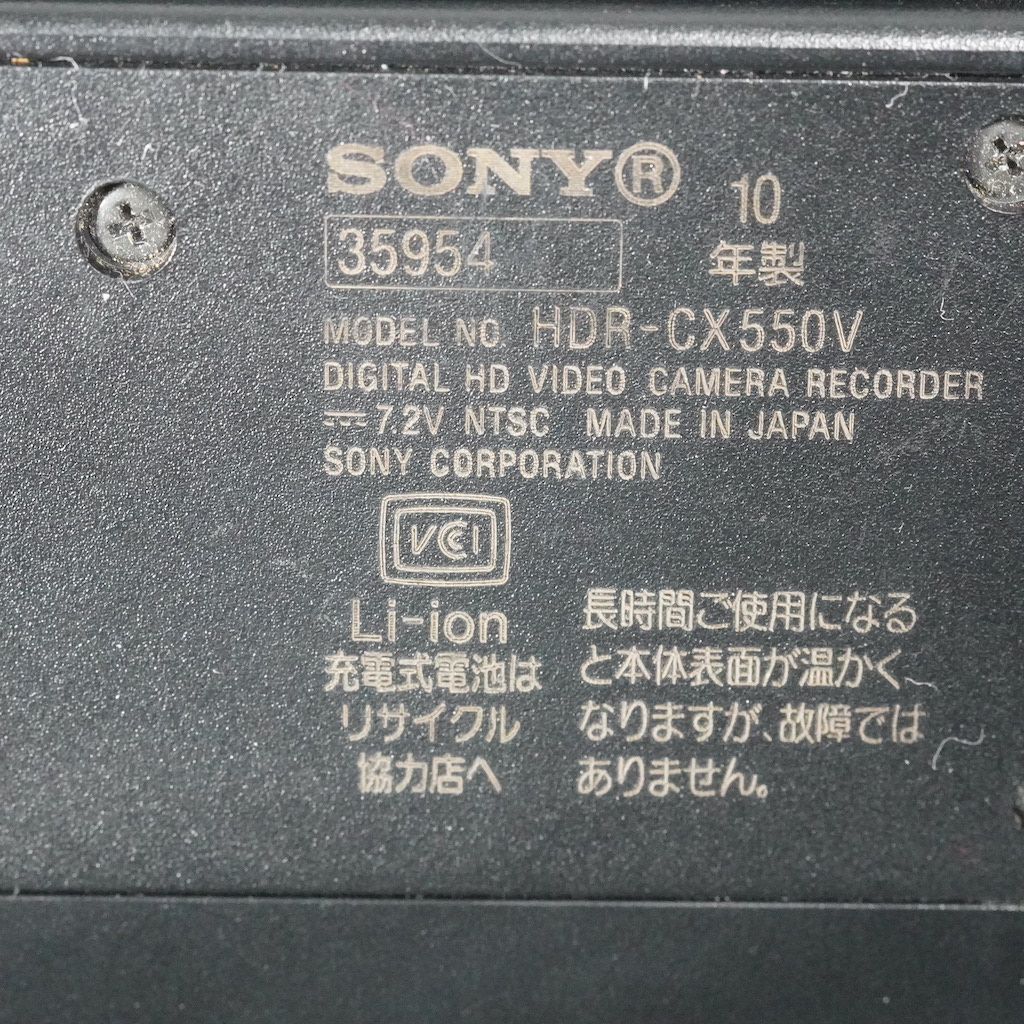 SONY®
10
35954
年製
MODEL NO. HDR-CX550V
DIGITAL HD VIDEO CAMERA RECORDER
⎓7.2V NTSC MADE IN JAPAN
SONY CORPORATION
VCCI
Li-ion
充電式電池は
リサイクル
協力店へ
長時間ご使用になる
と本体表面が温かく
なりますが、故障では
ありません。